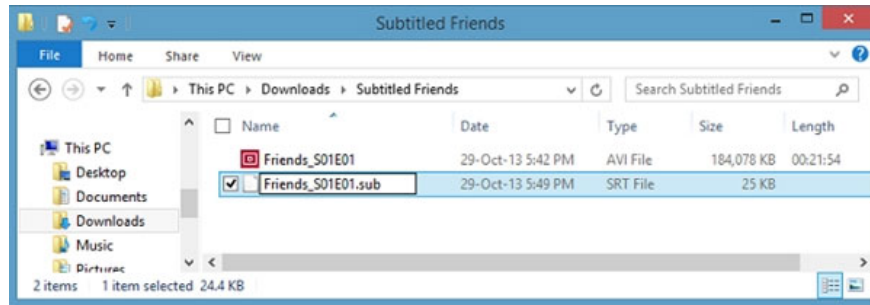 Subtitled Friends
File Home Share View
This PC Downloads Subtitled Friends Search Subtitled Friends
Name Date Type Size Length
This PC
Friends_S01E01 29-Oct-13 5:42 PM AVI File 184,078 KB 00:21:54
Desktop
Friends_S01E01.sub 29-Oct-13 5:49 PM SRT File 25 KB
Documents
Downloads
Music
Pictures
2 items 1 item selected 24.4 KB